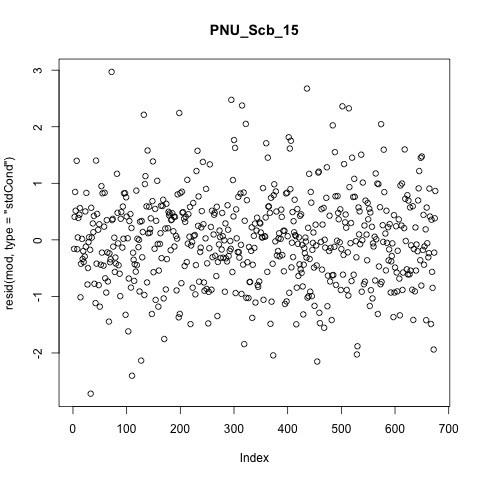 PNU_Scb_15
resid(mod, type = "stdCond")
3
2
1
0
-1
-2
0 100 200 300 400 500 600 700
Index